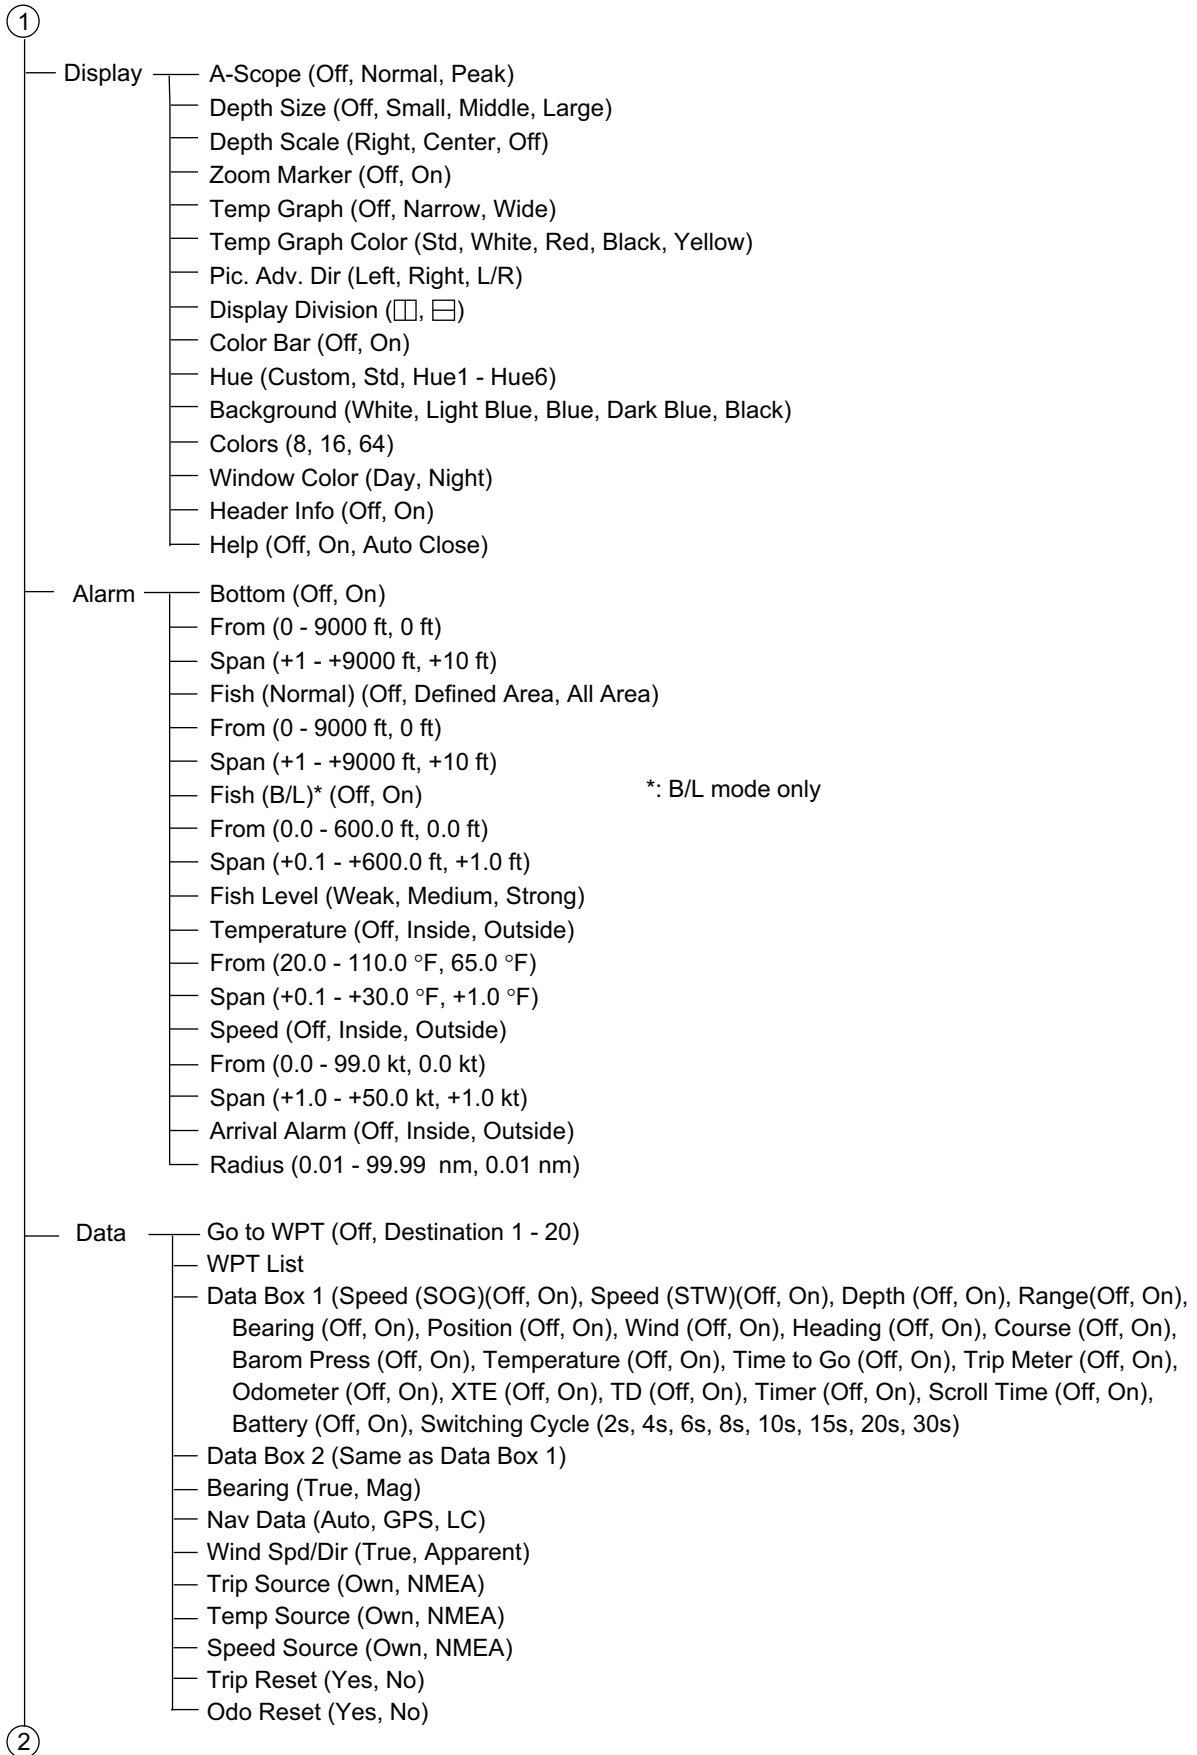 1
Display
A-Scope (Off, Normal, Peak)
Depth Size (Off, Small, Middle, Large)
Depth Scale (Right, Center, Off)
Zoom Marker (Off, On)
Temp Graph (Off, Narrow, Wide)
Temp Graph Color (Std, White, Red, Black, Yellow)
Pic. Adv. Dir (Left, Right, L/R)
Display Division (◫, ⊟)
Color Bar (Off, On)
Hue (Custom, Std, Hue1 - Hue6)
Background (White, Light Blue, Blue, Dark Blue, Black)
Colors (8, 16, 64)
Window Color (Day, Night)
Header Info (Off, On)
Help (Off, On, Auto Close)
Alarm
Bottom (Off, On)
From (0 - 9000 ft, 0 ft)
Span (+1 - +9000 ft, +10 ft)
Fish (Normal) (Off, Defined Area, All Area)
From (0 - 9000 ft, 0 ft)
Span (+1 - +9000 ft, +10 ft)
Fish (B/L)* (Off, On)
*: B/L mode only
From (0.0 - 600.0 ft, 0.0 ft)
Span (+0.1 - +600.0 ft, +1.0 ft)
Fish Level (Weak, Medium, Strong)
Temperature (Off, Inside, Outside)
From (20.0 - 110.0 °F, 65.0 °F)
Span (+0.1 - +30.0 °F, +1.0 °F)
Speed (Off, Inside, Outside)
From (0.0 - 99.0 kt, 0.0 kt)
Span (+1.0 - +50.0 kt, +1.0 kt)
Arrival Alarm (Off, Inside, Outside)
Radius (0.01 - 99.99 nm, 0.01 nm)
Data
Go to WPT (Off, Destination 1 - 20)
WPT List
Data Box 1 (Speed (SOG)(Off, On), Speed (STW)(Off, On), Depth (Off, On), Range(Off, On),
Bearing (Off, On), Position (Off, On), Wind (Off, On), Heading (Off, On), Course (Off, On),
Barom Press (Off, On), Temperature (Off, On), Time to Go (Off, On), Trip Meter (Off, On),
Odometer (Off, On), XTE (Off, On), TD (Off, On), Timer (Off, On), Scroll Time (Off, On),
Battery (Off, On), Switching Cycle (2s, 4s, 6s, 8s, 10s, 15s, 20s, 30s)
Data Box 2 (Same as Data Box 1)
Bearing (True, Mag)
Nav Data (Auto, GPS, LC)
Wind Spd/Dir (True, Apparent)
Trip Source (Own, NMEA)
Temp Source (Own, NMEA)
Speed Source (Own, NMEA)
Trip Reset (Yes, No)
Odo Reset (Yes, No)
2